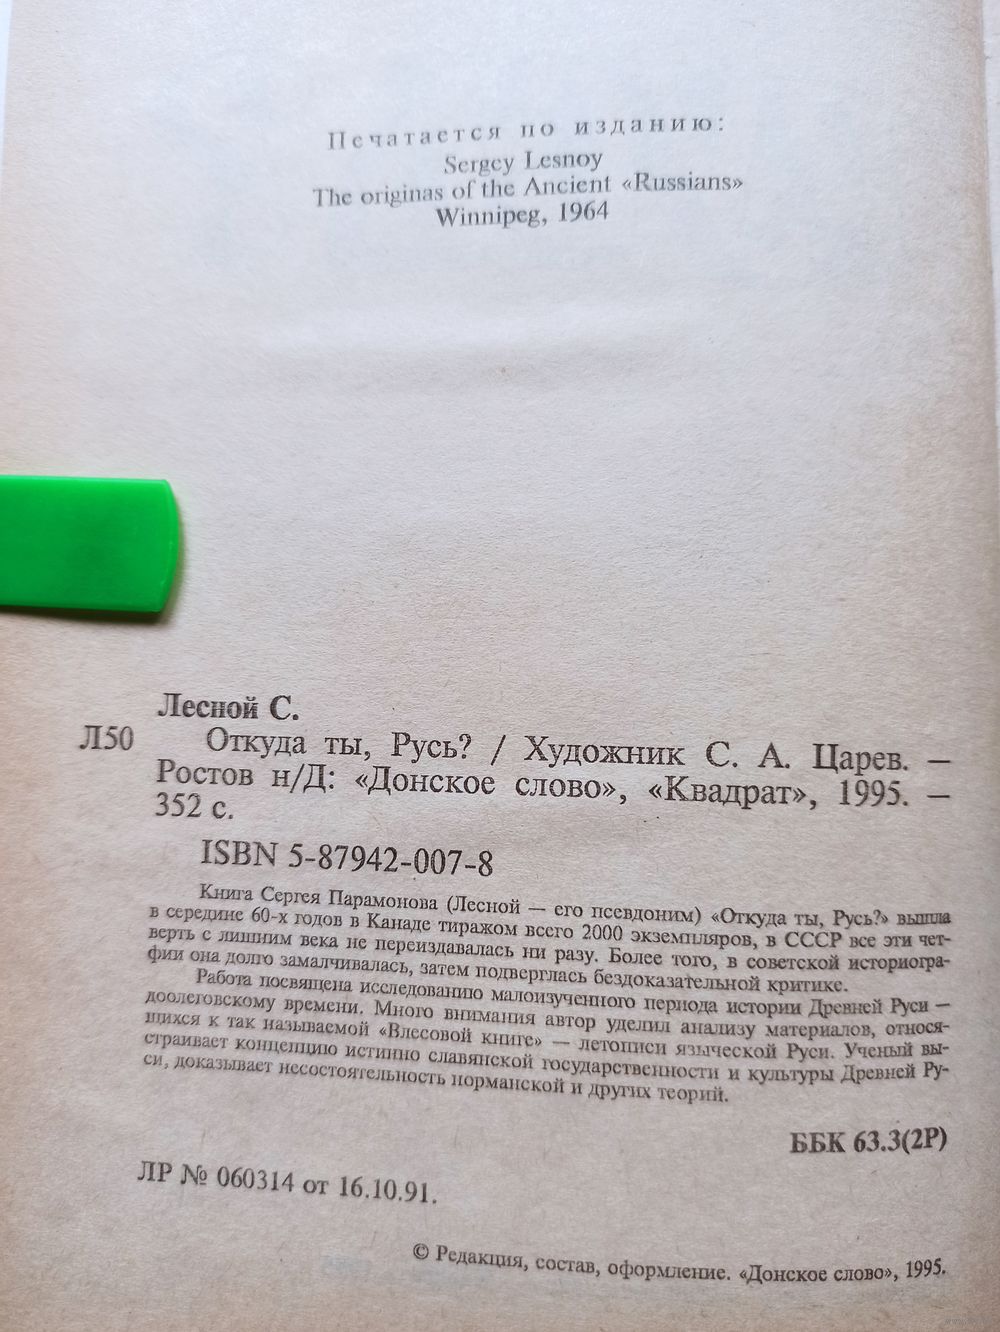 Печатается по изданию:
Sergey Lesnoy
The originas of the Ancient «Russians»
Winnipeg, 1964
Лесной С.
Л50 Откуда ты, Русь? / Художник С. А. Царев. —
Ростов н/Д: «Донское слово», «Квадрат», 1995. —
352 с.
ISBN 5-87942-007-8
Книга Сергея Парамонова (Лесной — его псевдоним) «Откуда ты, Русь?» вышла
в середине 60-х годов в Канаде тиражом всего 2000 экземпляров, в СССР все эти чет-
верть с лишним века не переиздавалась ни разу. Более того, в советской историогра-
фии она долго замалчивалась, затем подверглась бездоказательной критике.
Работа посвящена исследованию малоизученного периода истории Древней Руси —
доолеговскому времени. Много внимания автор уделил анализу материалов, относя-
щихся к так называемой «Влесовой книге» — летописи языческой Руси. Ученый вы-
страивает концепцию истинно славянской государственности и культуры Древней Ру-
си, доказывает несостоятельность норманской и других теорий.
ББК 63.3(2Р)
ЛР № 060314 от 16.10.91.
© Редакция, состав, оформление. «Донское слово», 1995.